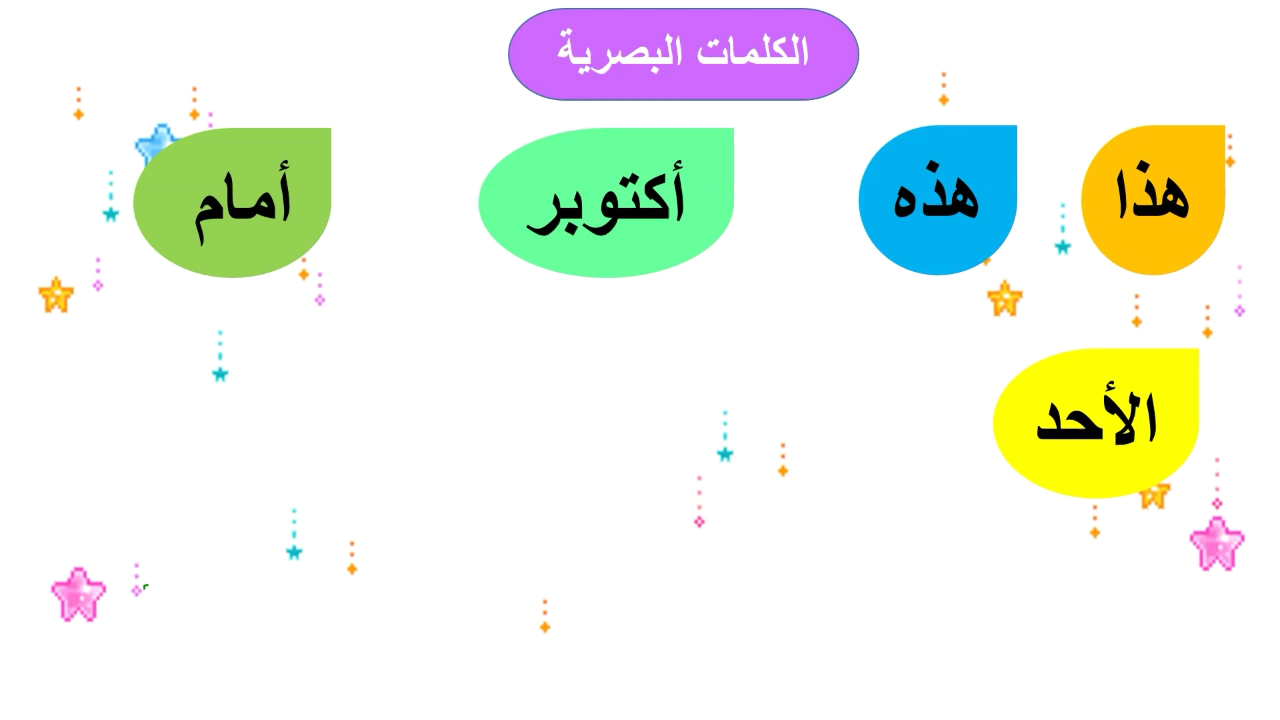 الكلمات البصرية
هذا
هذه
أكتوبر
أمام
الأحد